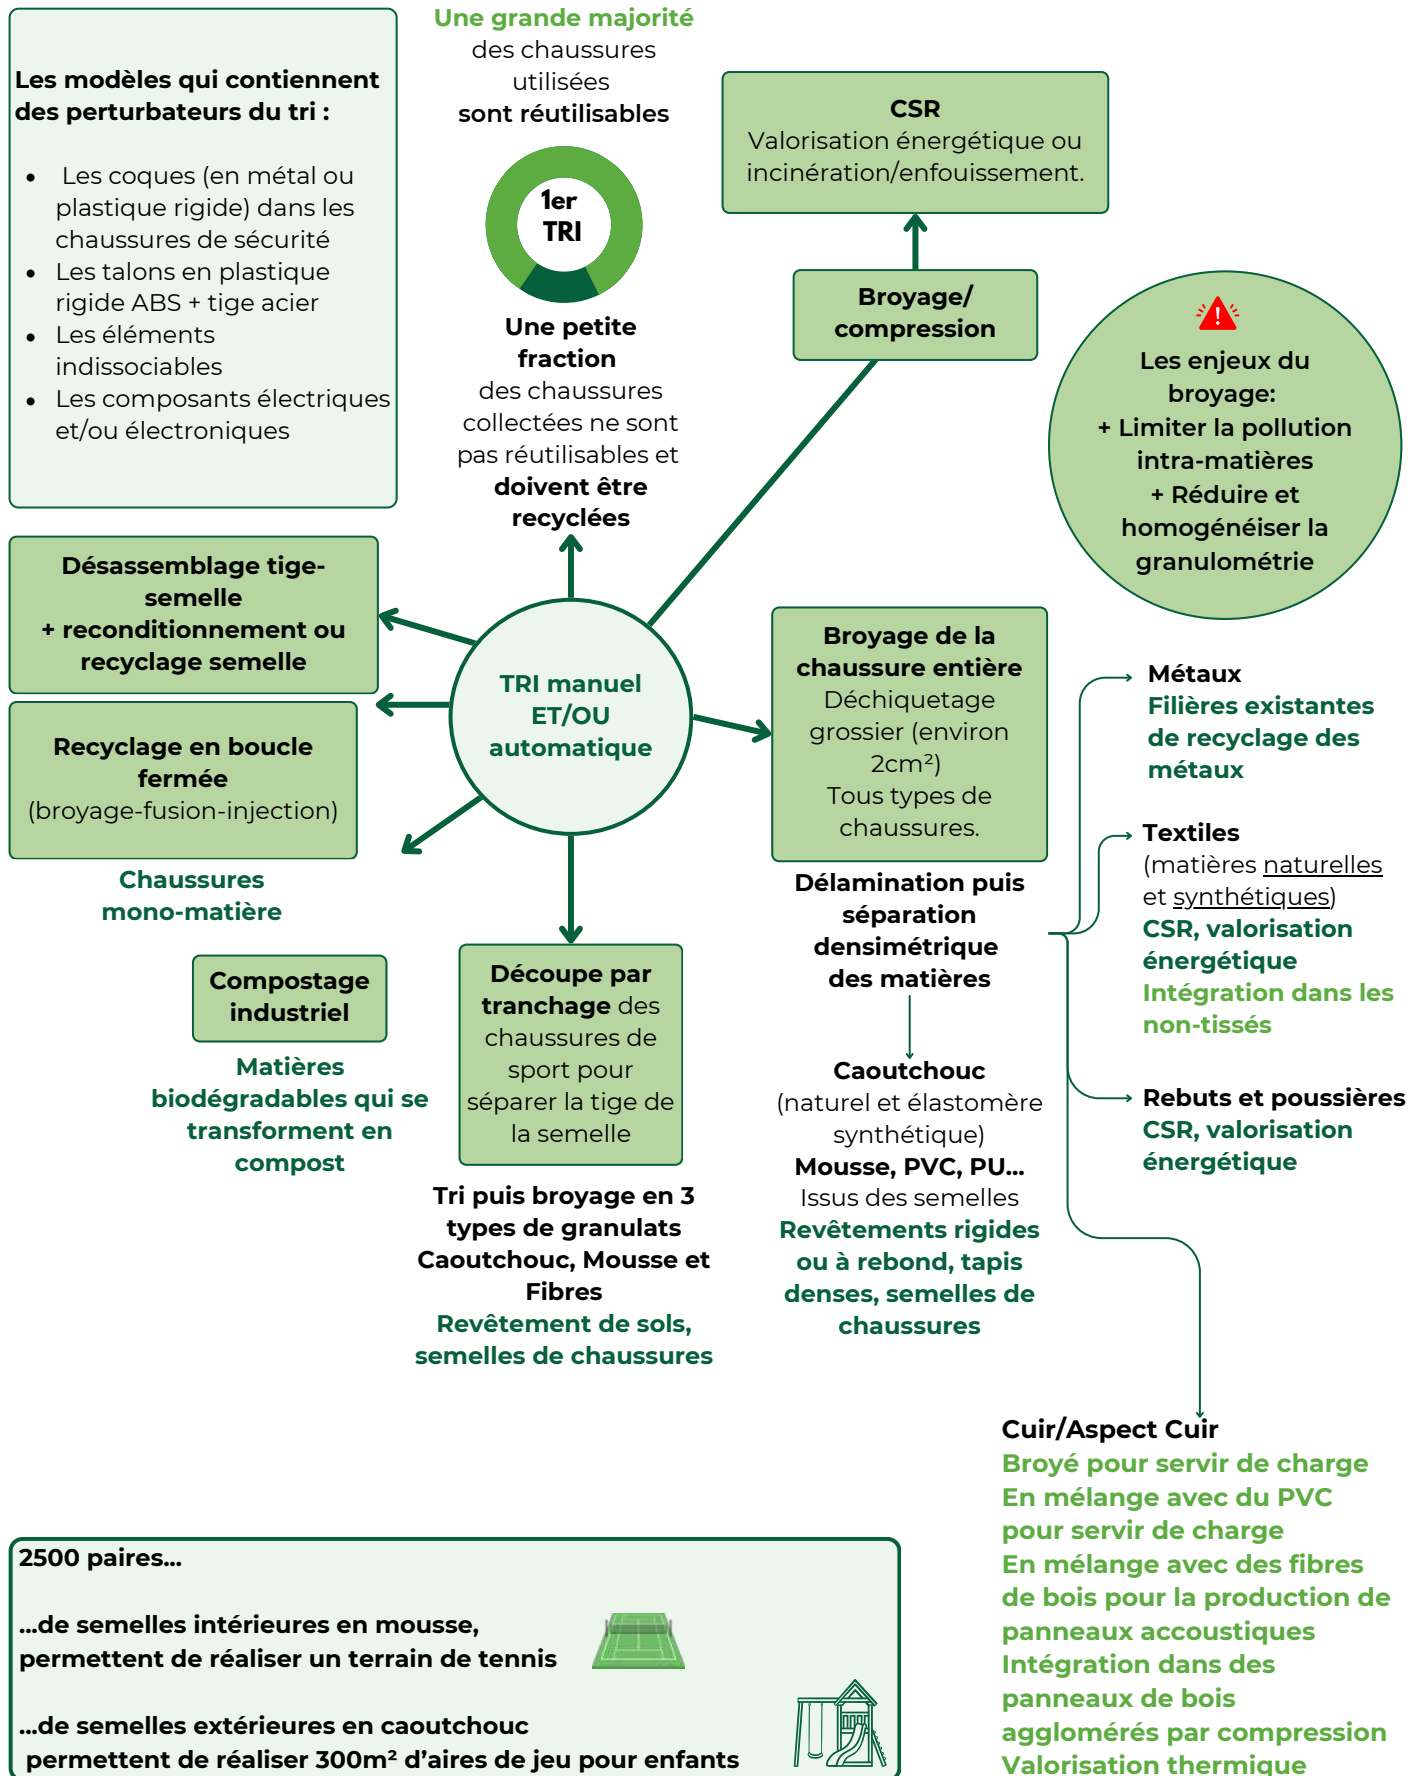 Les modèles qui contiennent
des perturbateurs du tri :
Les coques (en métal ou
plastique rigide) dans les
chaussures de sécurité
Les talons en plastique
rigide ABS + tige acier
Les éléments
indissociables
Les composants électriques
et/ou électroniques
Une grande majorité
des chaussures
utilisées
sont réutilisables
1er
TRI
Une petite
fraction
des chaussures
collectées ne sont
pas réutilisables et
doivent être
recyclées
CSR
Valorisation énergétique ou
incinération/enfouissement.
Broyage/
compression
Les enjeux du
broyage:
+ Limiter la pollution
intra-matières
+ Réduire et
homogénéiser la
granulométrie
Désassemblage tige-
semelle
+ reconditionnement ou
recyclage semelle
Recyclage en boucle
fermée
(broyage-fusion-injection)
Chaussures
mono-matière
TRI manuel
ET/OU
automatique
Compostage
industriel
Matières
biodégradables qui se
transforment en
compost
Découpe par
tranchage des
chaussures de
sport pour
séparer la tige de
la semelle
Tri puis broyage en 3
types de granulats
Caoutchouc, Mousse et
Fibres
Revêtement de sols,
semelles de chaussures
Broyage de la
chaussure entière
Déchiquetage
grossier (environ
2cm²)
Tous types de
chaussures.
Délamination puis
séparation
densimétrique
des matières
Caoutchouc
(naturel et élastomère
synthétique)
Mousse, PVC, PU...
Issus des semelles
Revêtements rigides
ou à rebond, tapis
denses, semelles de
chaussures
Métaux
Filières existantes
de recyclage des
métaux
Textiles
(matières naturelles
et synthétiques)
CSR, valorisation
énergétique
Intégration dans les
non-tissés
Rebuts et poussières
CSR, valorisation
énergétique
Cuir/Aspect Cuir
Broyé pour servir de charge
En mélange avec du PVC
pour servir de charge
En mélange avec des fibres
de bois pour la production de
panneaux accoustiques
Intégration dans des
panneaux de bois
agglomérés par compression
Valorisation thermique
2500 paires...
...de semelles intérieures en mousse,
permettent de réaliser un terrain de tennis
...de semelles extérieures en caoutchouc
permettent de réaliser 300m² d'aires de jeu pour enfants